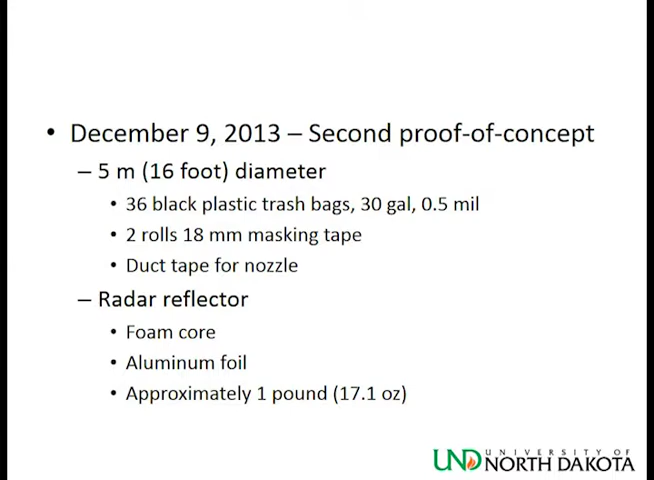 • December 9, 2013 – Second proof-of-concept
– 5 m (16 foot) diameter
• 36 black plastic trash bags, 30 gal, 0.5 mil
• 2 rolls 18 mm masking tape
• Duct tape for nozzle
– Radar reflector
• Foam core
• Aluminum foil
• Approximately 1 pound (17.1 oz)
UND UNIVERSITY OF
NORTH DAKOTA